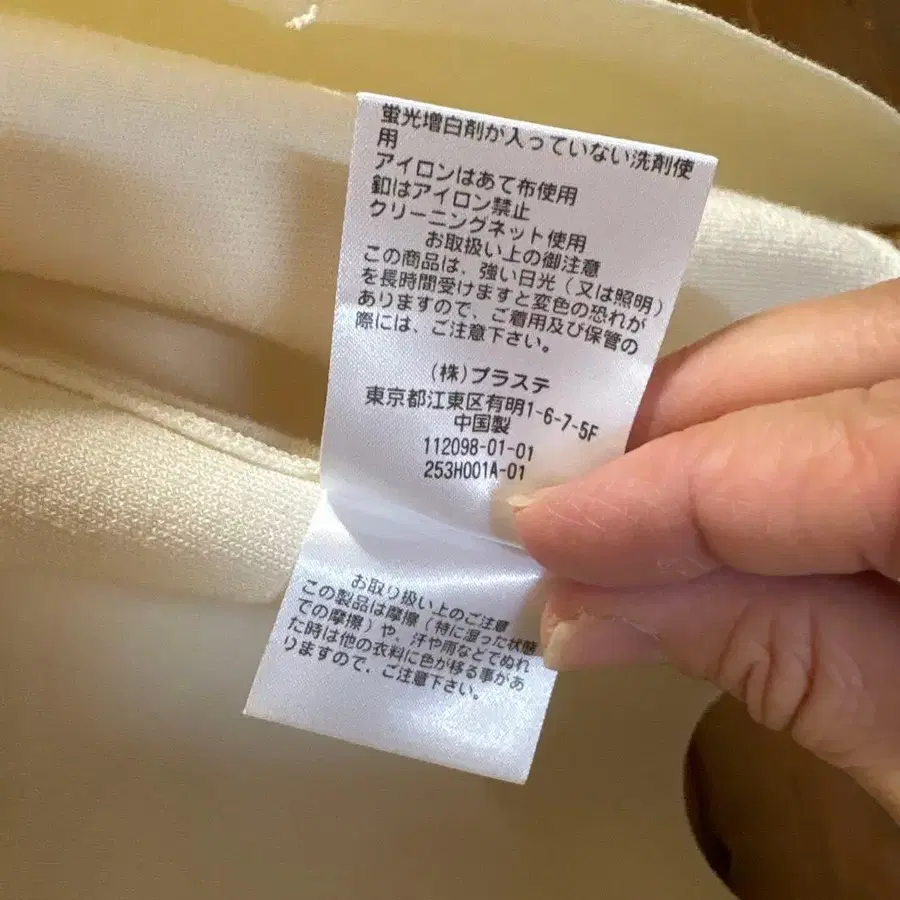 蛍光増白剤が入っていない洗剤使
用
アイロンはあて布使用
釦はアイロン禁止
クリーニングネット使用
お取扱い上の御注意
この商品は、強い日光(又は照明)
を長時間受けますと変色の恐れが
ありますので、ご着用及び保管の
際には、ご注意下さい。
(株)プラステ
東京都江東区有明1-6-7-5F
中国製
112098-01-01
253H001A-01
お取り扱い上のご注意
この製品は摩擦(特に湿った状態
での摩擦)や、汗や雨などでぬれ
た時は他の衣料に色が移る事があ
りますので、ご注意下さい。